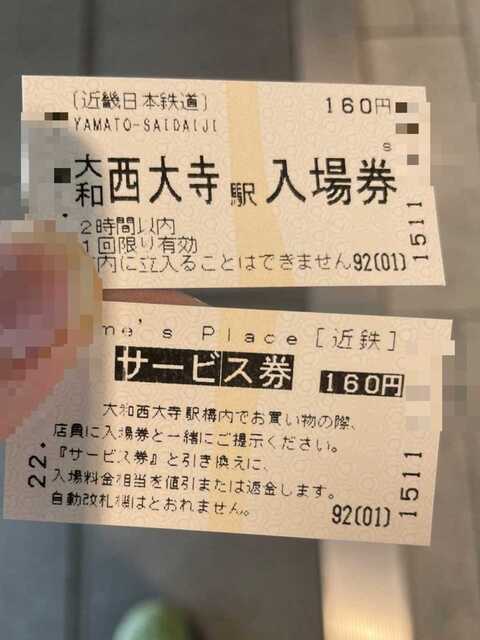 [近畿日本鉄道] 160円
YAMATO-SAIDAIJI
s
大和西大寺駅 入場券
2時間以内
1回限り有効
内に立入ることはできません 92(01)
1511
me's Place [近鉄]
サービス券 160円
大和西大寺駅構内でお買い物の際、
店員に入場券と一緒にご提示ください。
『サービス券』と引き換えに、
入場料金相当を値引または返金します。
自動改札機はとおれません。
92(01)
22.
1511